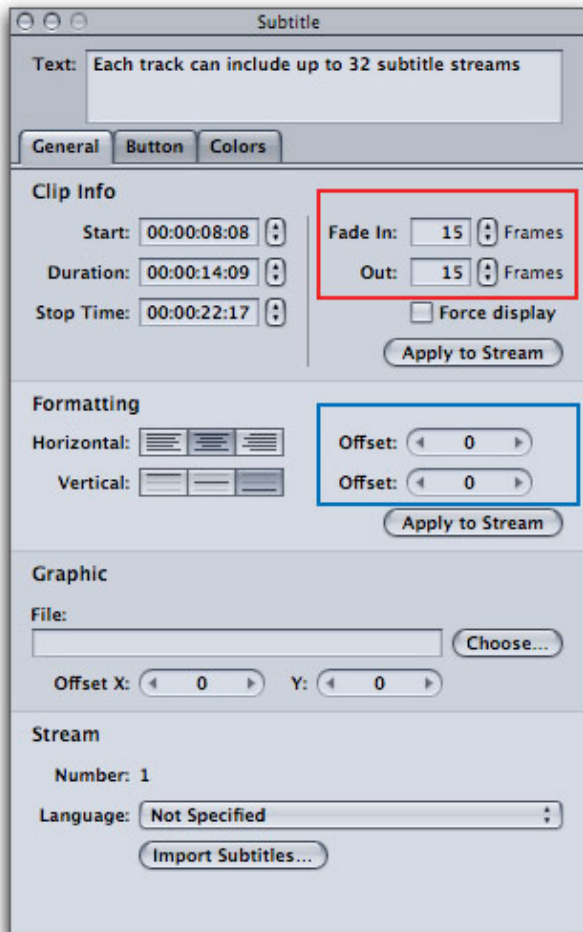 Subtitle
Text: Each track can include up to 32 subtitle streams
General Button Colors
Clip Info
Start: 00:00:08:08 Fade In: 15 Frames
Duration: 00:00:14:09 Out: 15 Frames
Stop Time: 00:00:22:17 Force display
Apply to Stream
Formatting
Horizontal: Offset: 0
Vertical: Offset: 0
Apply to Stream
Graphic
File:
Choose...
Offset X: 0 Y: 0
Stream
Number: 1
Language: Not Specified
Import Subtitles...